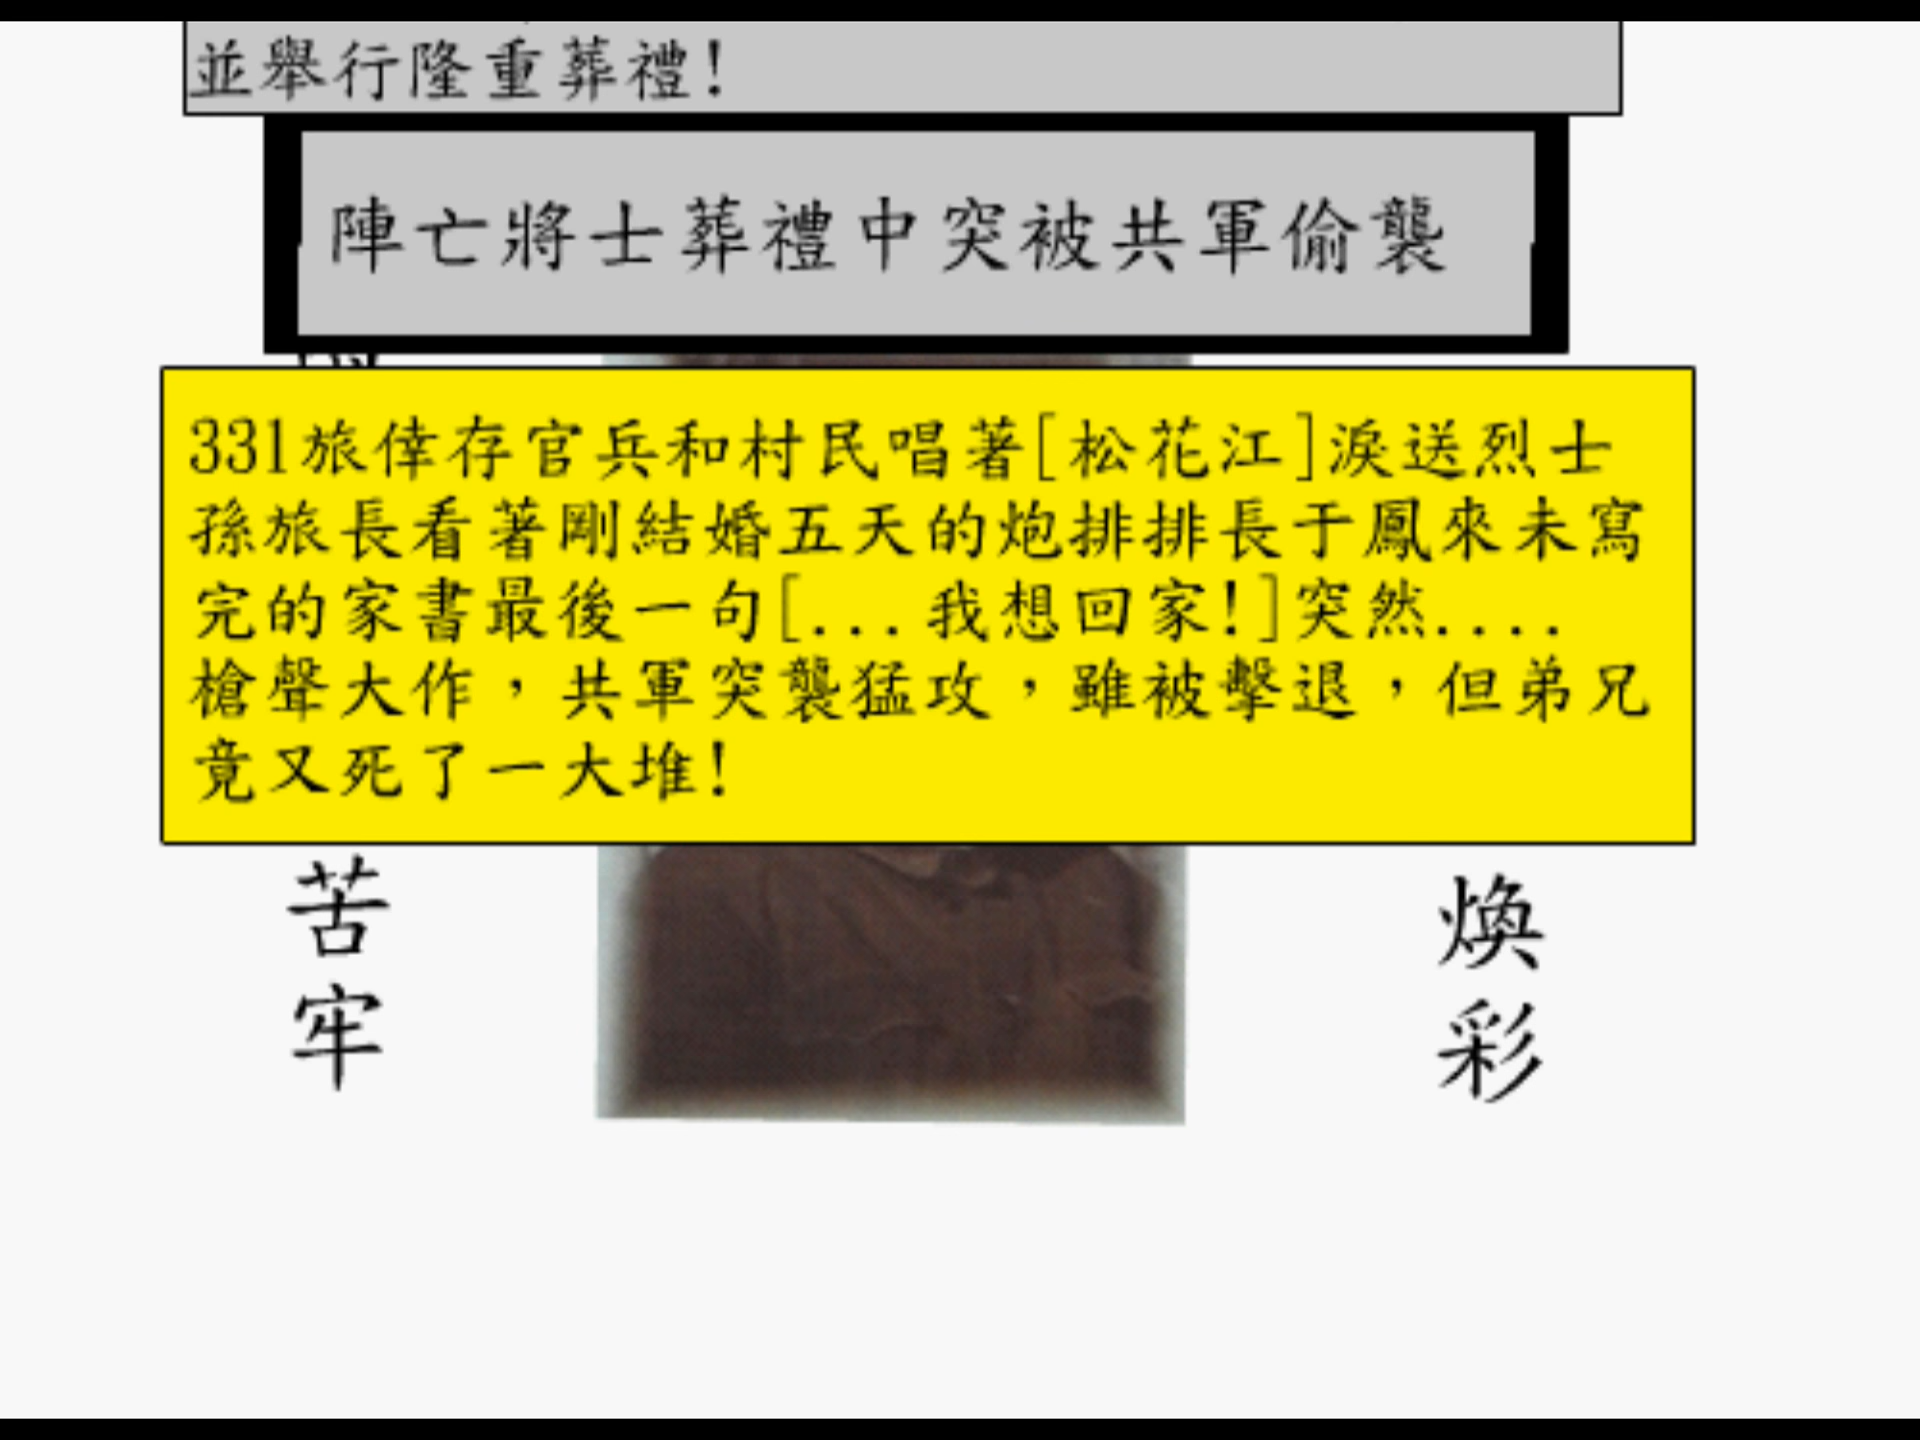 並舉行隆重葬禮!
陣亡將士葬禮中突被共軍偷襲
331旅倖存官兵和村民唱著[松花江]淚送烈士
孫旅長看著剛結婚五天的炮排排長于鳳來未寫
完的家書最後一句[...我想回家!]突然....
槍聲大作，共軍突襲猛攻，雖被擊退，但弟兄
竟又死了一大堆!
苦牢
煥彩